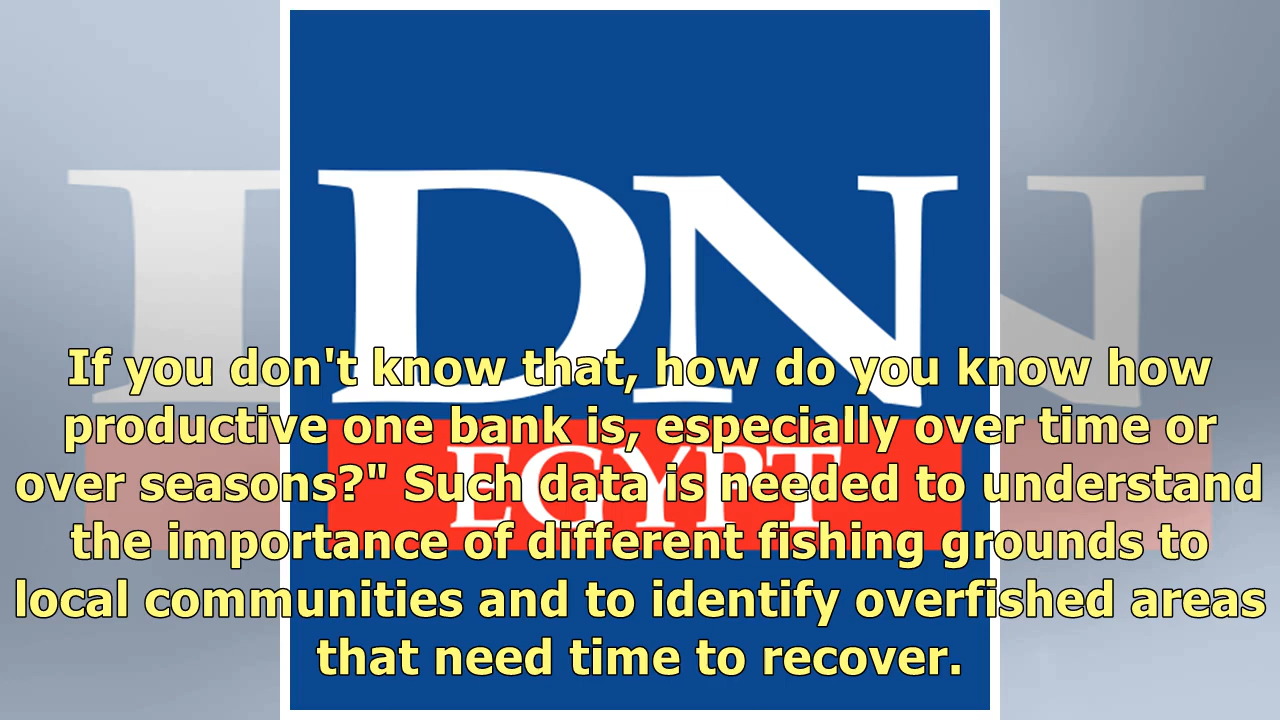 DN
EGYPT
If you don't know that, how do you know how
productive one bank is, especially over time or
over seasons?" Such data is needed to understand
the importance of different fishing grounds to
local communities and to identify overfished areas
that need time to recover.